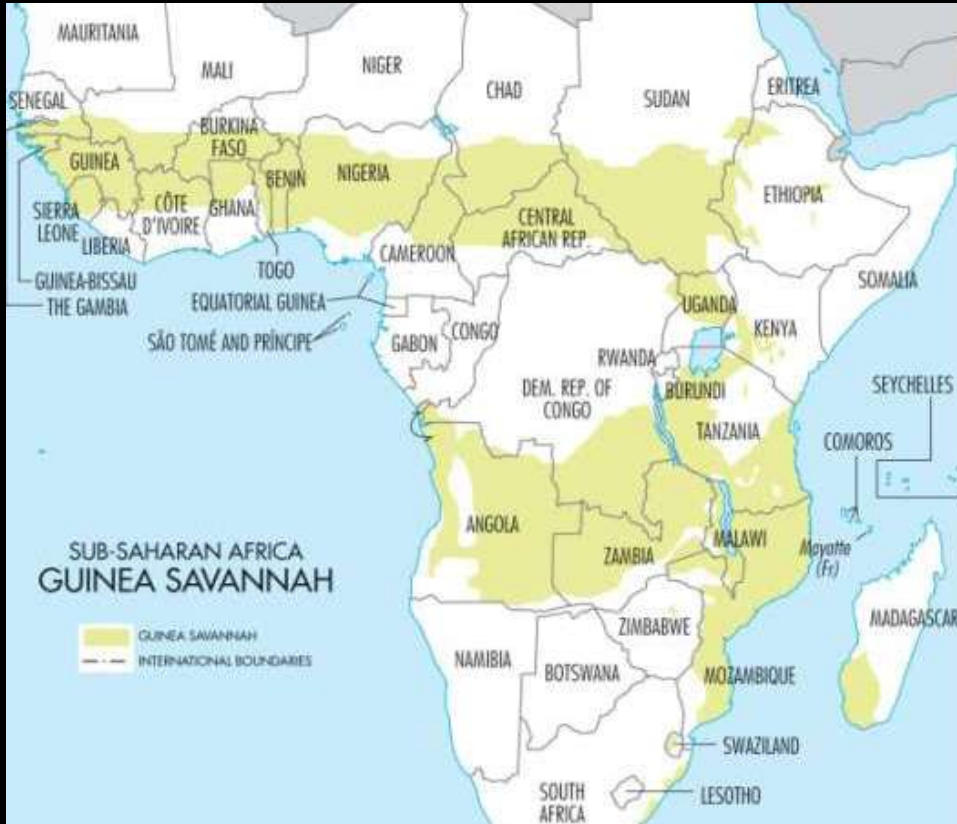 MAURITANIA
MALI
NIGER
CHAD
SUDAN
ERITREA
SENEGAL
BURKINA
FASO
GUINEA
BENIN
NIGERIA
ETHIOPIA
SIERRA
LEONE
LIBERIA
CÔTE
D'IVOIRE
GHANA
CENTRAL
AFRICAN REP.
CAMEROON
TOGO
GUINEA-BISSAU
THE GAMBIA
EQUATORIAL GUINEA
SÃO TOMÉ AND PRÍNCIPE
GABON
CONGO
UGANDA
KENYA
SOMALIA
RWANDA
BURUNDI
DEM. REP. OF
CONGO
TANZANIA
SEYCHELLES
COMOROS
ANGOLA
ZAMBIA
MALAWI
Mayotte
(Fr)
SUB-SAHARAN AFRICA
GUINEA SAVANNAH
GUINEA SAVANNAH
INTERNATIONAL BOUNDARIES
MADAGASCAR
ZIMBABWE
NAMIBIA
BOTSWANA
MOZAMBIQUE
SWAZILAND
LESOTHO
SOUTH
AFRICA